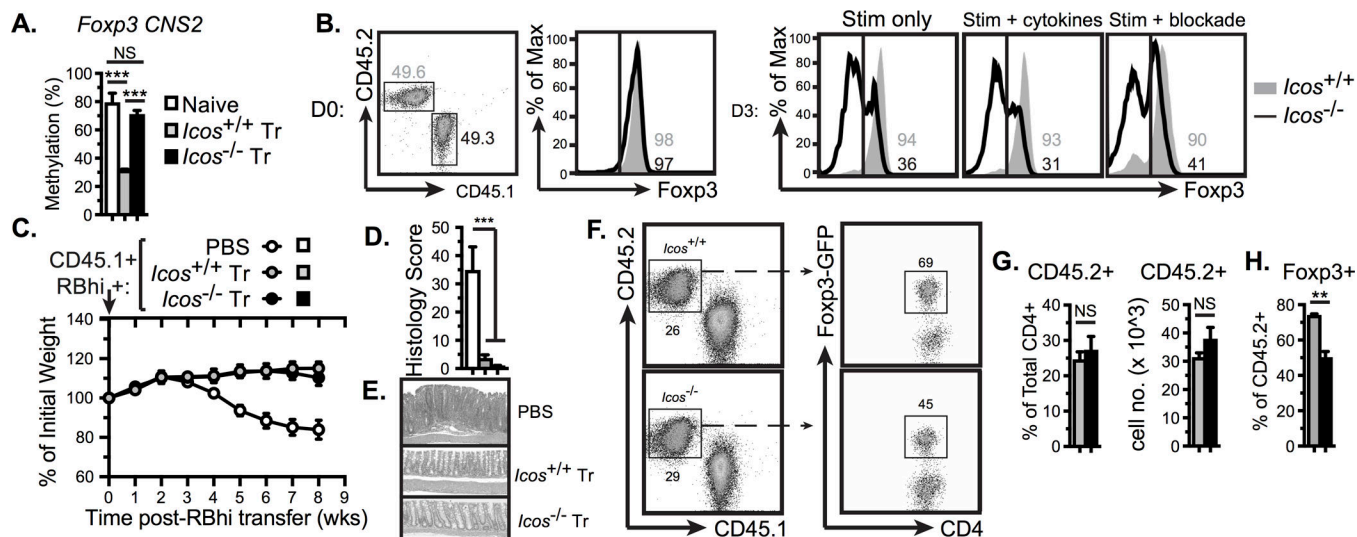 A.
Foxp3 CNS2
NS
***
***
Methylation (%)
100
80
60
40
20
0
Naive
Icos+/+ Tr
Icos-/- Tr
B.
D0:
CD45.2
49.6
49.3
CD45.1
% of Max
100
80
60
40
20
0
98
97
Foxp3
D3:
Stim only
Stim + cytokines
Stim + blockade
% of Max
100
80
60
40
20
0
94
36
93
31
90
41
Foxp3
Icos+/+
Icos-/-
C.
CD45.1+
RBhi +:
PBS
Icos+/+ Tr
Icos-/- Tr
% of Initial Weight
140
120
100
80
60
0 1 2 3 4 5 6 7 8 9
Time post-RBhi transfer (wks)
D.
Histology Score
50
40
30
20
10
0
***
E.
PBS
Icos+/+ Tr
Icos-/- Tr
F.
CD45.2
Icos+/+
26
Icos-/-
29
CD45.1
Foxp3-GFP
69
45
CD4
G.
CD45.2+
NS
% of Total CD4+
40
30
20
10
0
CD45.2+
NS
cell no. (x 10^3)
50
40
30
20
10
0
H.
Foxp3+
**
% of CD45.2+
80
60
40
20
0